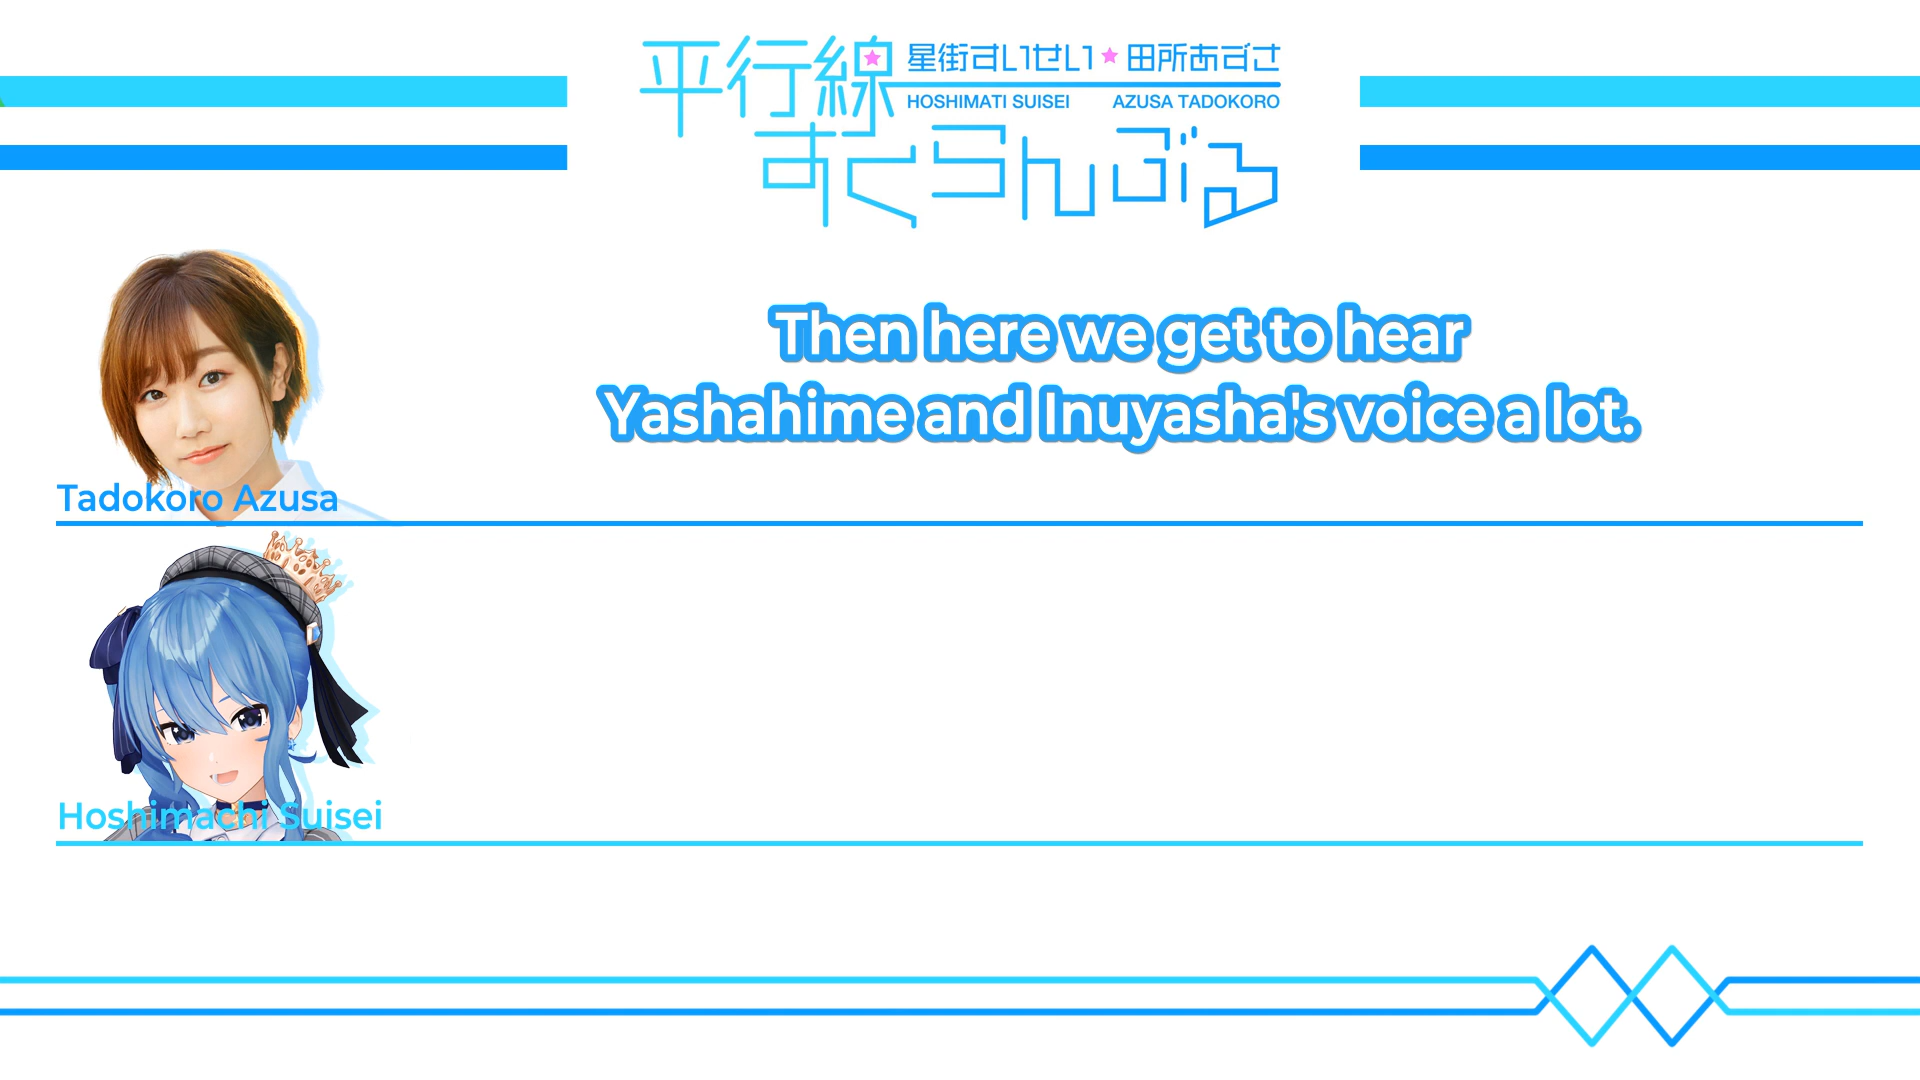 平行線
星街すいせい★田所あずさ
HOSHIMATI SUISEI AZUSA TADOKORO
すくらんぶる
Then here we get to hear
Yashahime and Inuyasha's voice a lot.
Tadokoro Azusa
Hoshimachi Suisei